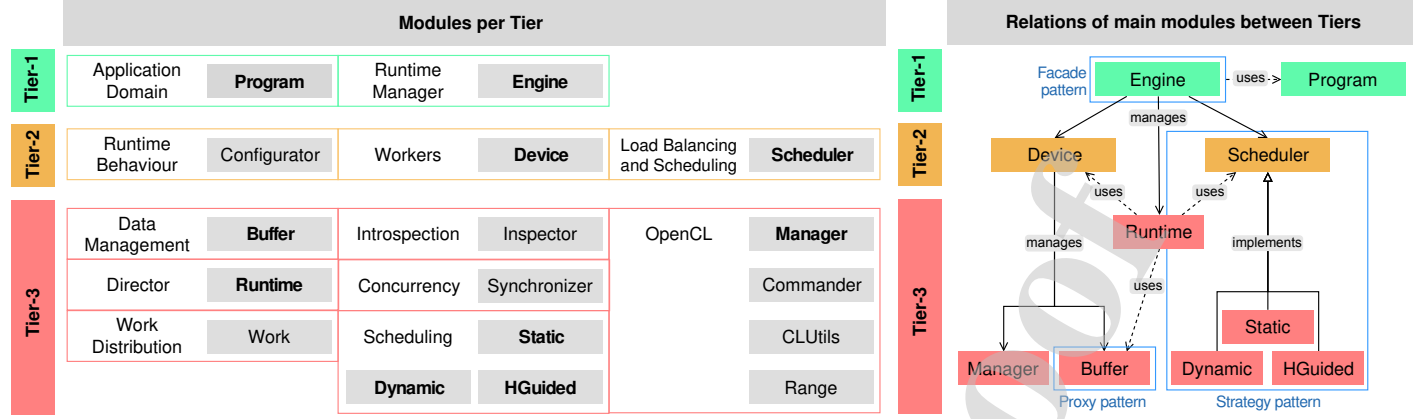 Modules per Tier
Tier-1
Application
Domain
Program
Runtime
Manager
Engine
Tier-2
Runtime
Behaviour
Configurator
Workers
Device
Load Balancing
and Scheduling
Scheduler
Tier-3
Data
Management
Buffer
Introspection
Inspector
OpenCL
Manager
Director
Runtime
Concurrency
Synchronizer
Commander
Work
Distribution
Work
Scheduling
Static
CLUtils
Dynamic
HGuided
Range
Relations of main modules between Tiers
Tier-1
Facade
pattern
Engine
uses
Program
manages
Tier-2
Device
Scheduler
uses
uses
Runtime
Tier-3
manages
implements
uses
Static
Manager
Buffer
Dynamic
HGuided
Proxy pattern
Strategy pattern